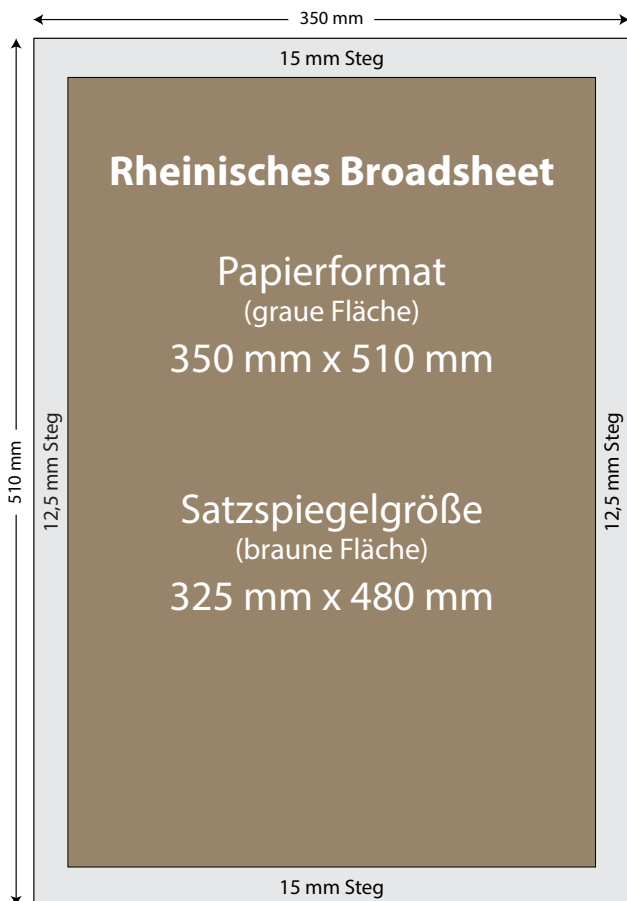 350 mm
15 mm Steg
Rheinisches Broadsheet
Papierformat
(graue Fläche)
350 mm x 510 mm
510 mm
12,5 mm Steg
12,5 mm Steg
Satzspiegelgröße
(braune Fläche)
325 mm x 480 mm
15 mm Steg